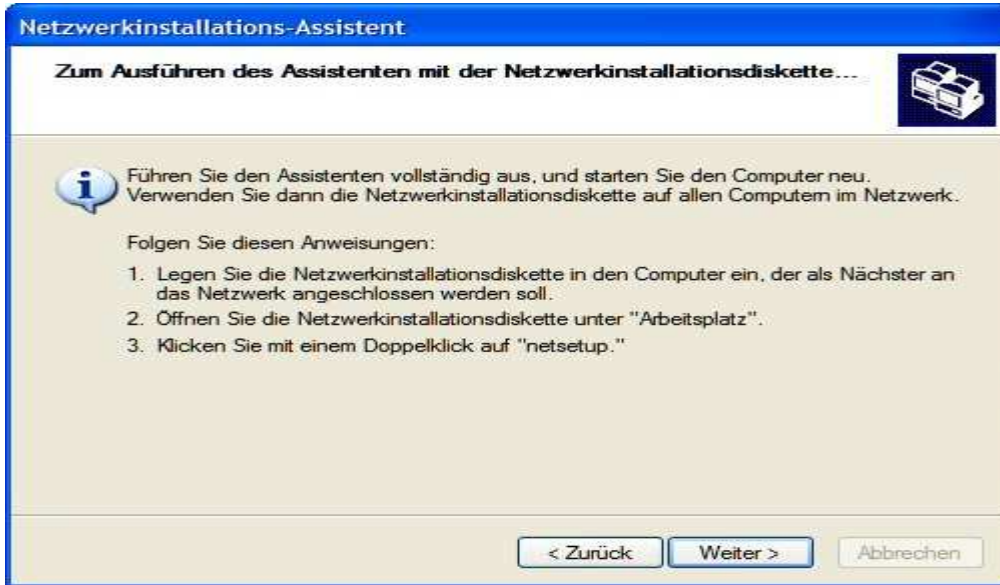 Netzwerkinstallations-Assistent
Zum Ausführen des Assistenten mit der Netzwerkinstallationsdiskette...
Führen Sie den Assistenten vollständig aus, und starten Sie den Computer neu.
Verwenden Sie dann die Netzwerkinstallationsdiskette auf allen Computern im Netzwerk.
Folgen Sie diesen Anweisungen:
1. Legen Sie die Netzwerkinstallationsdiskette in den Computer ein, der als Nächster an
das Netzwerk angeschlossen werden soll.
2. Öffnen Sie die Netzwerkinstallationsdiskette unter "Arbeitsplatz".
3. Klicken Sie mit einem Doppelklick auf "netsetup."
< Zurück Weiter > Abbrechen